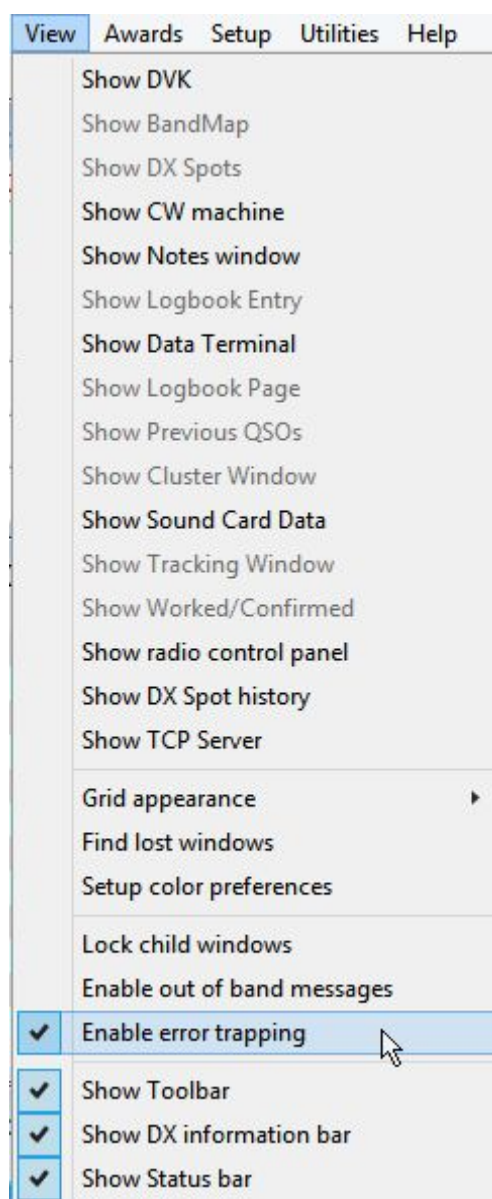 View Awards Setup Utilities Help
Show DVK
Show BandMap
Show DX Spots
Show CW machine
Show Notes window
Show Logbook Entry
Show Data Terminal
Show Logbook Page
Show Previous QSOs
Show Cluster Window
Show Sound Card Data
Show Tracking Window
Show Worked/Confirmed
Show radio control panel
Show DX Spot history
Show TCP Server
Grid appearance
Find lost windows
Setup color preferences
Lock child windows
Enable out of band messages
Enable error trapping
Show Toolbar
Show DX information bar
Show Status bar